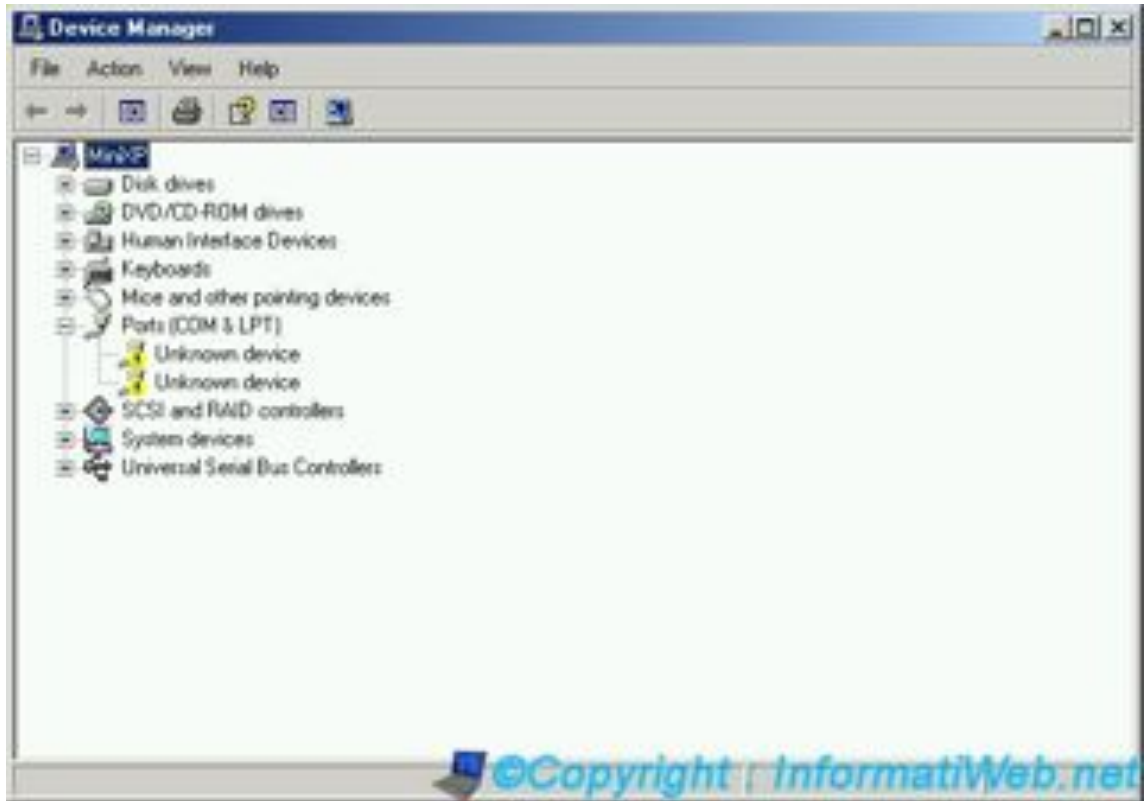 Device Manager
File Action View Help
MiniXP
Disk drives
DVD/CD-ROM drives
Human Interface Devices
Keyboards
Mice and other pointing devices
Ports (COM & LPT)
Unknown device
Unknown device
SCSI and RAID controllers
System devices
Universal Serial Bus Controllers
©Copyright : InformatiWeb.net